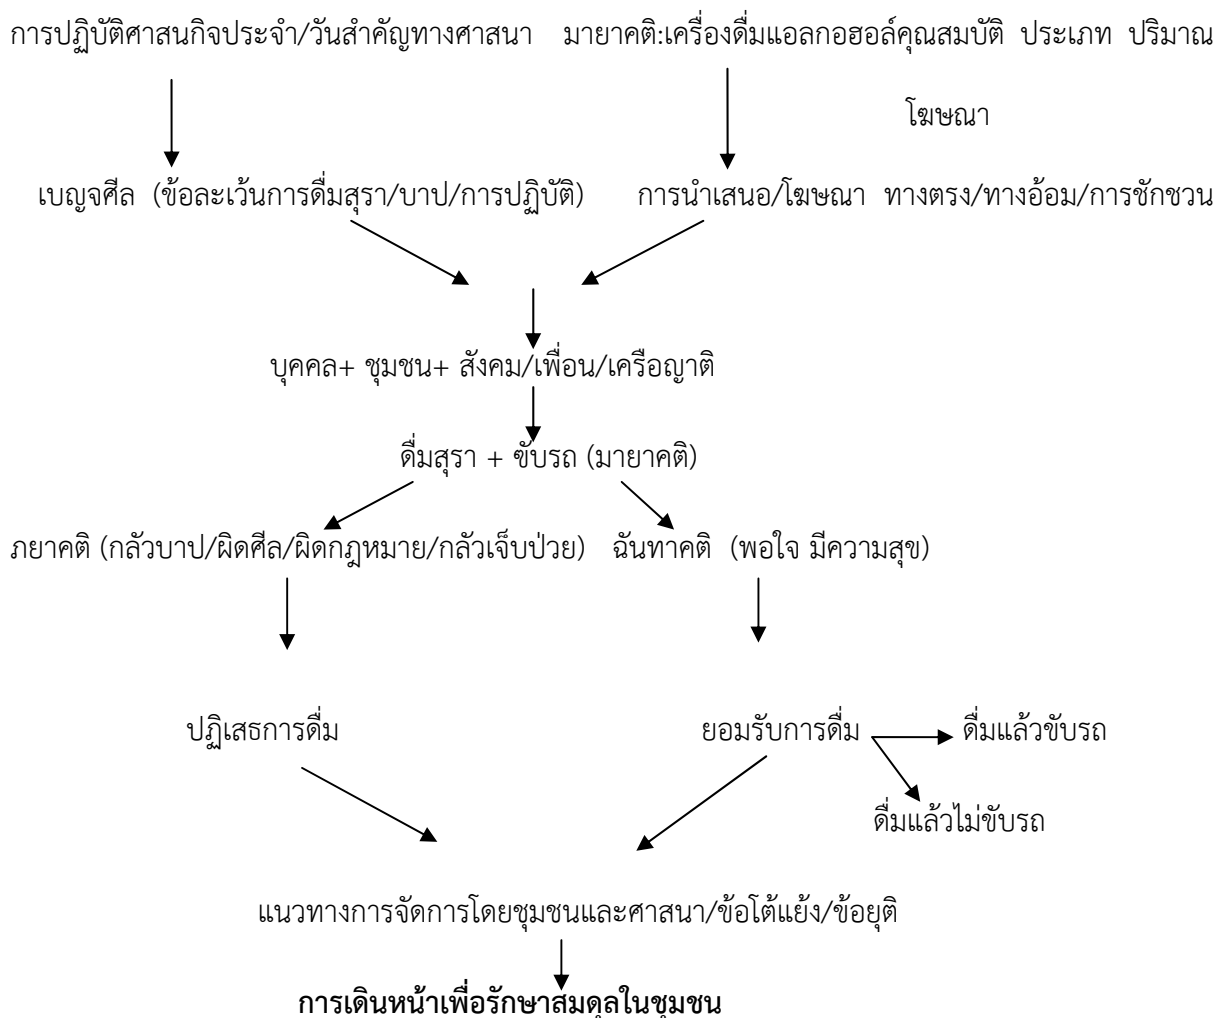 การปฏิบัติศาสนกิจประจำ/วันสำคัญทางศาสนา มายาคติ:เครื่องดื่มแอลกอฮอล์คุณสมบัติ ประเภท ปริมาณ
โฆษณา
เบญจศีล (ข้อละเว้นการดื่มสุรา/บาป/การปฏิบัติ) การนำเสนอ/โฆษณา ทางตรง/ทางอ้อม/การชักชวน
บุคคล+ ชุมชน+ สังคม/เพื่อน/เครือญาติ
ดื่มสุรา + ขับรถ (มายาคติ)
ภยาคติ (กลัวบาป/ผิดศีล/ผิดกฎหมาย/กลัวเจ็บป่วย) ฉันทาคติ (พอใจ มีความสุข)
ปฏิเสธการดื่ม ยอมรับการดื่ม ดื่มแล้วขับรถ
ดื่มแล้วไม่ขับรถ
แนวทางการจัดการโดยชุมชนและศาสนา/ข้อโต้แย้ง/ข้อยุติ
การเดินหน้าเพื่อรักษาสมดุลในชุมชน